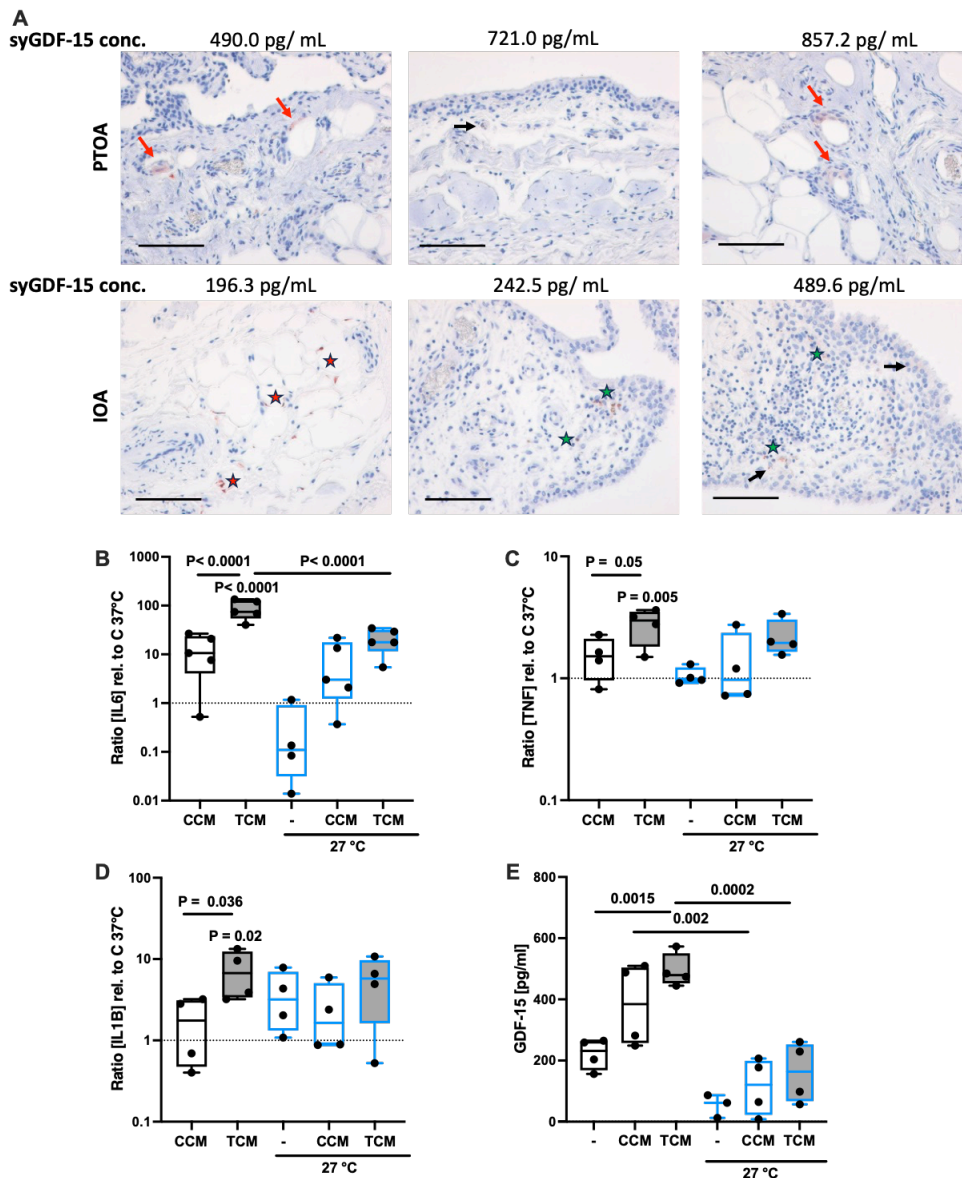 A
syGDF-15 conc. 490.0 pg/ mL 721.0 pg/mL 857.2 pg/ mL
PTOA
syGDF-15 conc. 196.3 pg/mL 242.5 pg/ mL 489.6 pg/mL
IOA
B
Ratio [IL6] rel. to C 37°C
1000
100
10
1
0.1
0.01
P< 0.0001 P< 0.0001
P< 0.0001
CCM TCM - CCM TCM
27 °C
C
Ratio [TNF] rel. to C 37°C
10
1
0.1
P = 0.05
P = 0.005
CCM TCM - CCM TCM
27 °C
D
Ratio [IL1B] rel. to C 37°C
100
10
1
0.1
P = 0.036
P = 0.02
CCM TCM - CCM TCM
27 °C
E
GDF-15 [pg/ml]
800
600
400
200
0
0.0015 0.0002
0.002
- CCM TCM - CCM TCM
27 °C